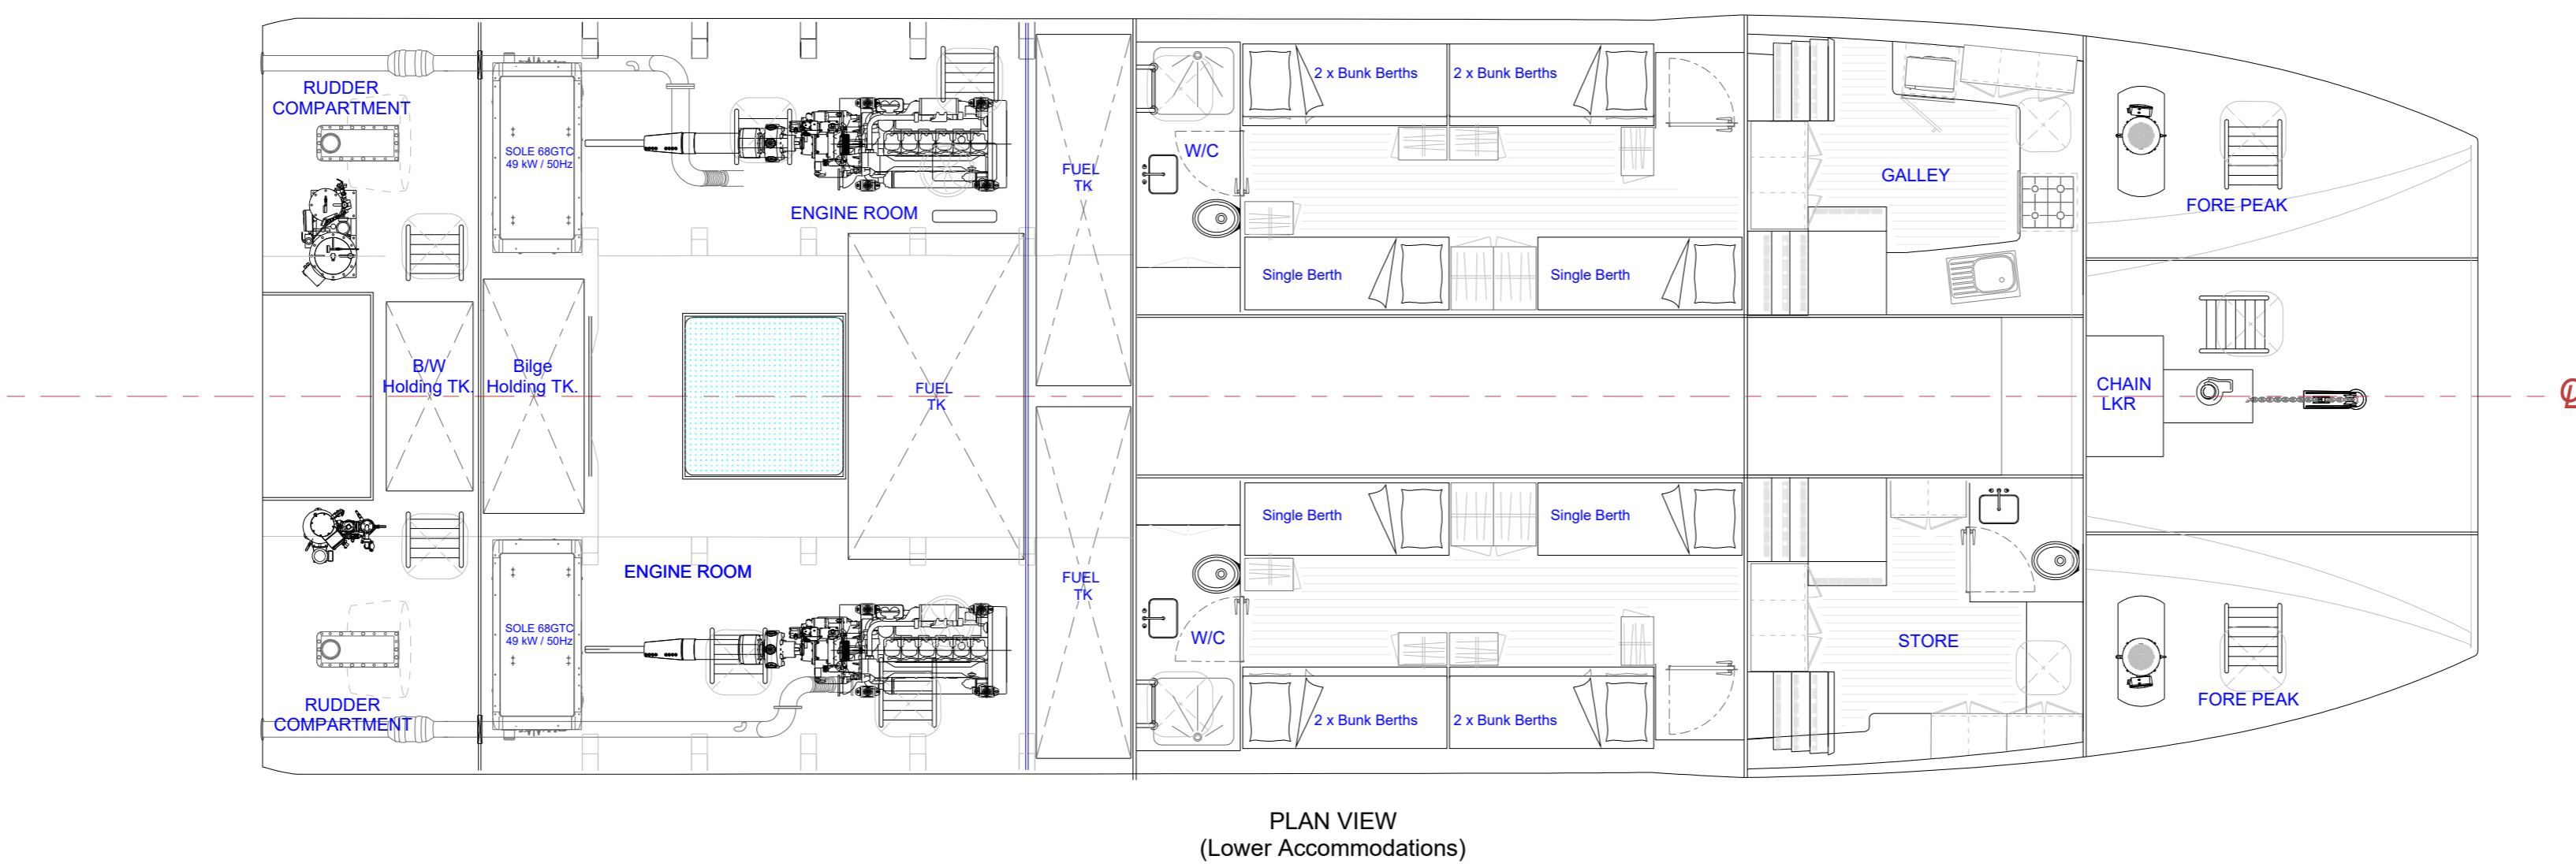 RUDDER
COMPARTMENT
SOLE 68GTC
49 kW / 50Hz
ENGINE ROOM
FUEL
TK
W/C
2 x Bunk Berths
2 x Bunk Berths
Single Berth
Single Berth
GALLEY
FORE PEAK
B/W
Holding TK.
Bilge
Holding TK.
FUEL
TK
CHAIN
LKR
RUDDER
COMPARTMENT
SOLE 68GTC
49 kW / 50Hz
ENGINE ROOM
FUEL
TK
W/C
Single Berth
Single Berth
2 x Bunk Berths
2 x Bunk Berths
STORE
FORE PEAK
PLAN VIEW
(Lower Accommodations)